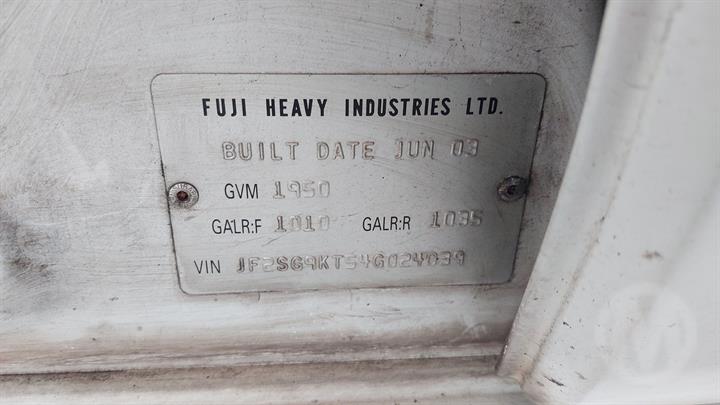 FUJI HEAVY INDUSTRIES LTD.
BUILT DATE JUN 03
GVM 1950
GALR:F 1010 GALR:R 1035
VIN JF2SG9KT54G024039